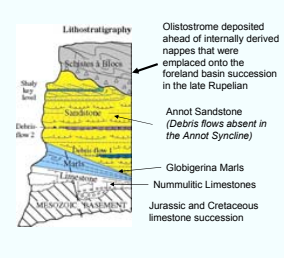 Lithostratigraphy
Schistes à Blocs
Shaly
key
level
Sandstone
Debris-
flow 2
Debris-flow 1
Marls
Limestone
MESOZOIC BASEMENT
Olistostrome deposited
ahead of internally derived
nappes that were
emplaced onto the
foreland basin succession
in the late Rupelian
Annot Sandstone
(Debris flows absent in
the Annot Syncline)
Globigerina Marls
Nummulitic Limestones
Jurassic and Cretaceous
limestone succession